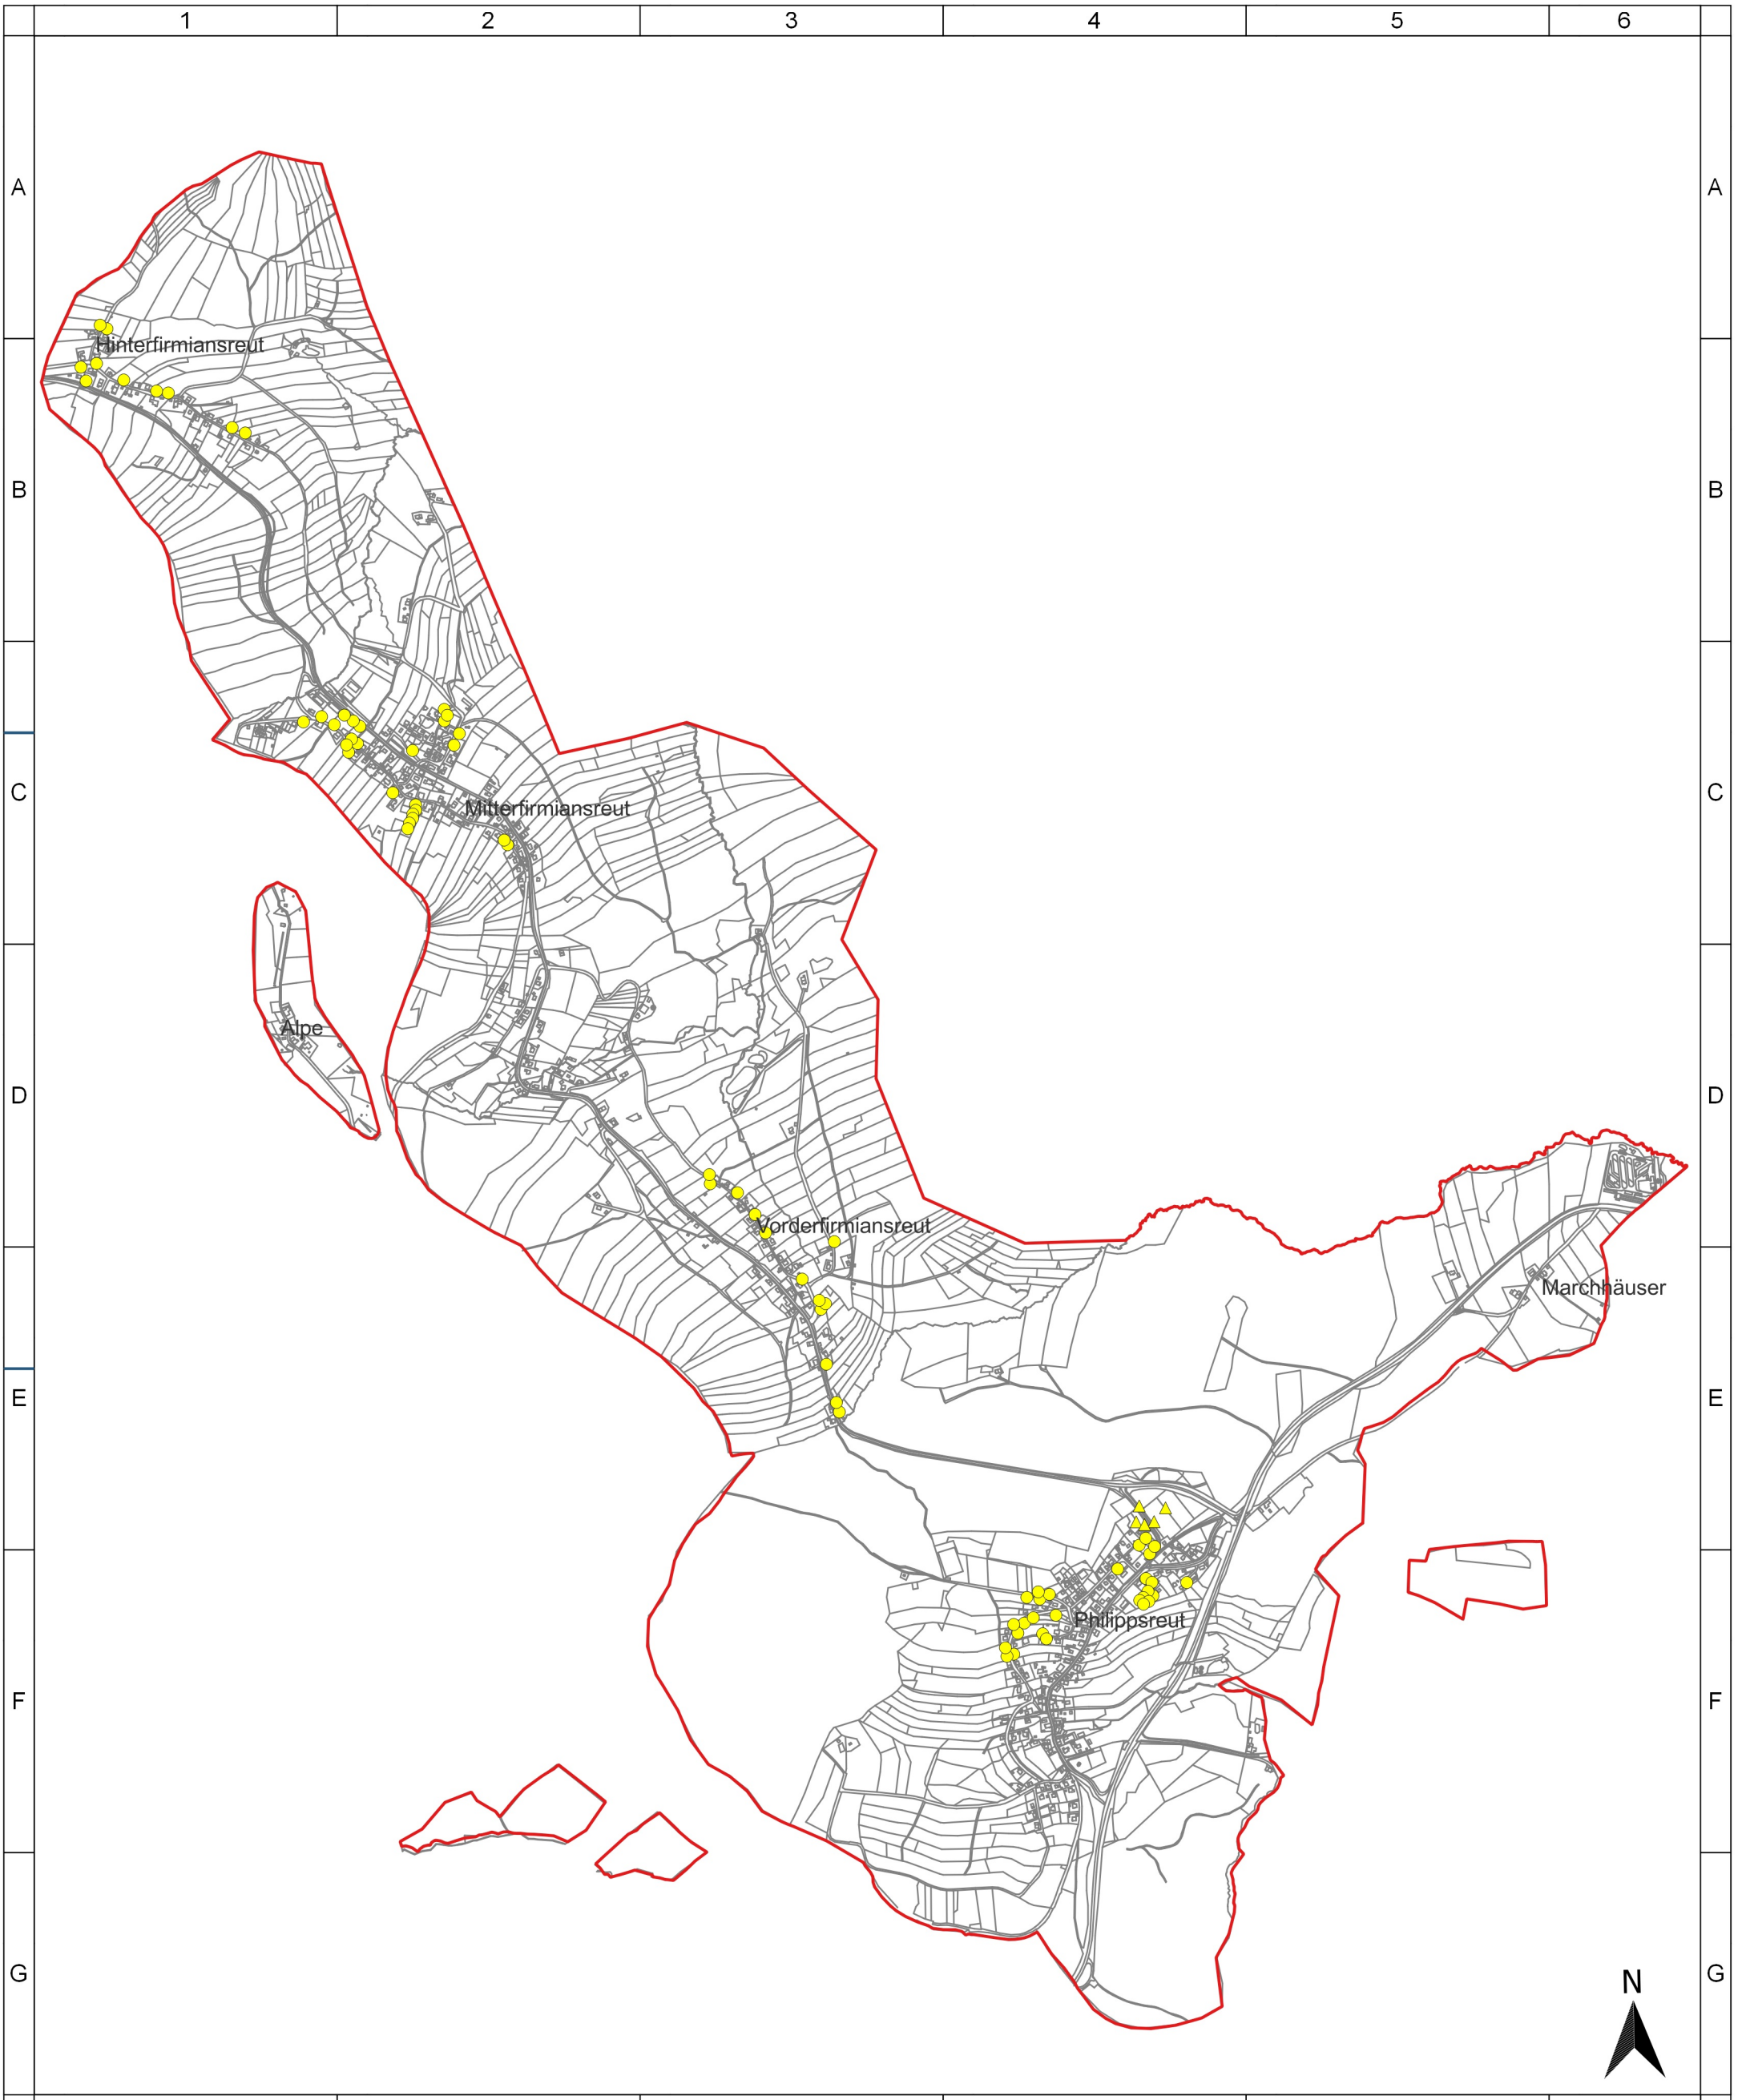 1 2 3 4 5 6
A A
Hinterfirmiansreut
B B
C C
Mitterfirmiansreut
Alpe
D D
Vorderfirmiansreut
Marchhäuser
E E
Philippsreut
F F
G G
N